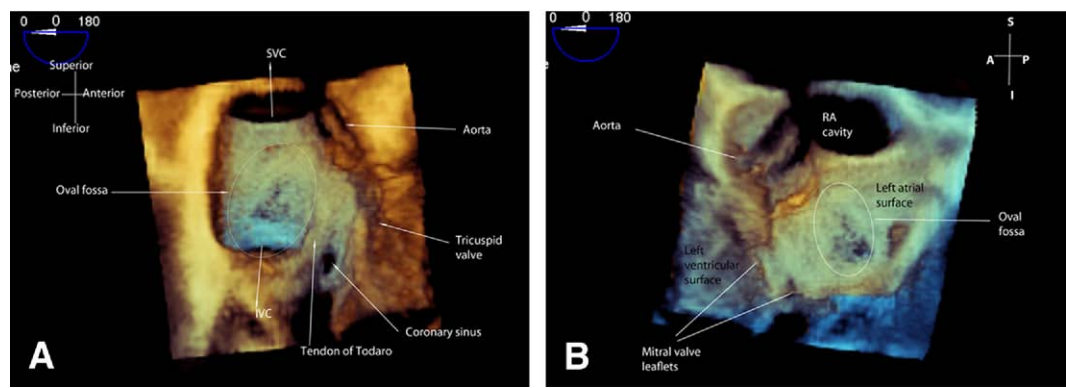 0 0 180
ne
Superior
Posterior Anterior
Inferior
SVC
Aorta
Oval fossa
Tricuspid
valve
IVC
Coronary sinus
Tendon of Todaro
A
0 0 180
e
S
A P
I
RA
cavity
Aorta
Left atrial
surface
Oval
fossa
Left
ventricular
surface
Mitral valve
leaflets
B